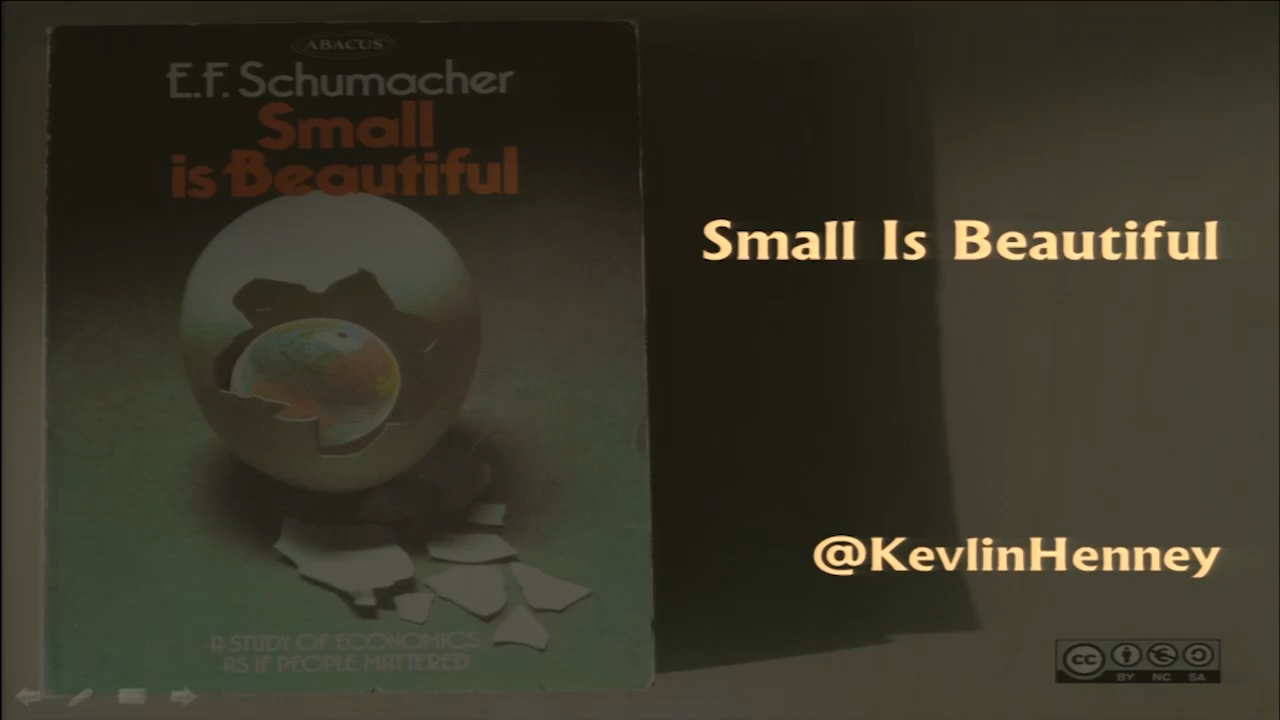 ABACUS
E.F. Schumacher
Small
is Beautiful
A STUDY OF ECONOMICS
AS IF PEOPLE MATTERED
Small Is Beautiful
@KevlinHenney
cc
BY NC SA